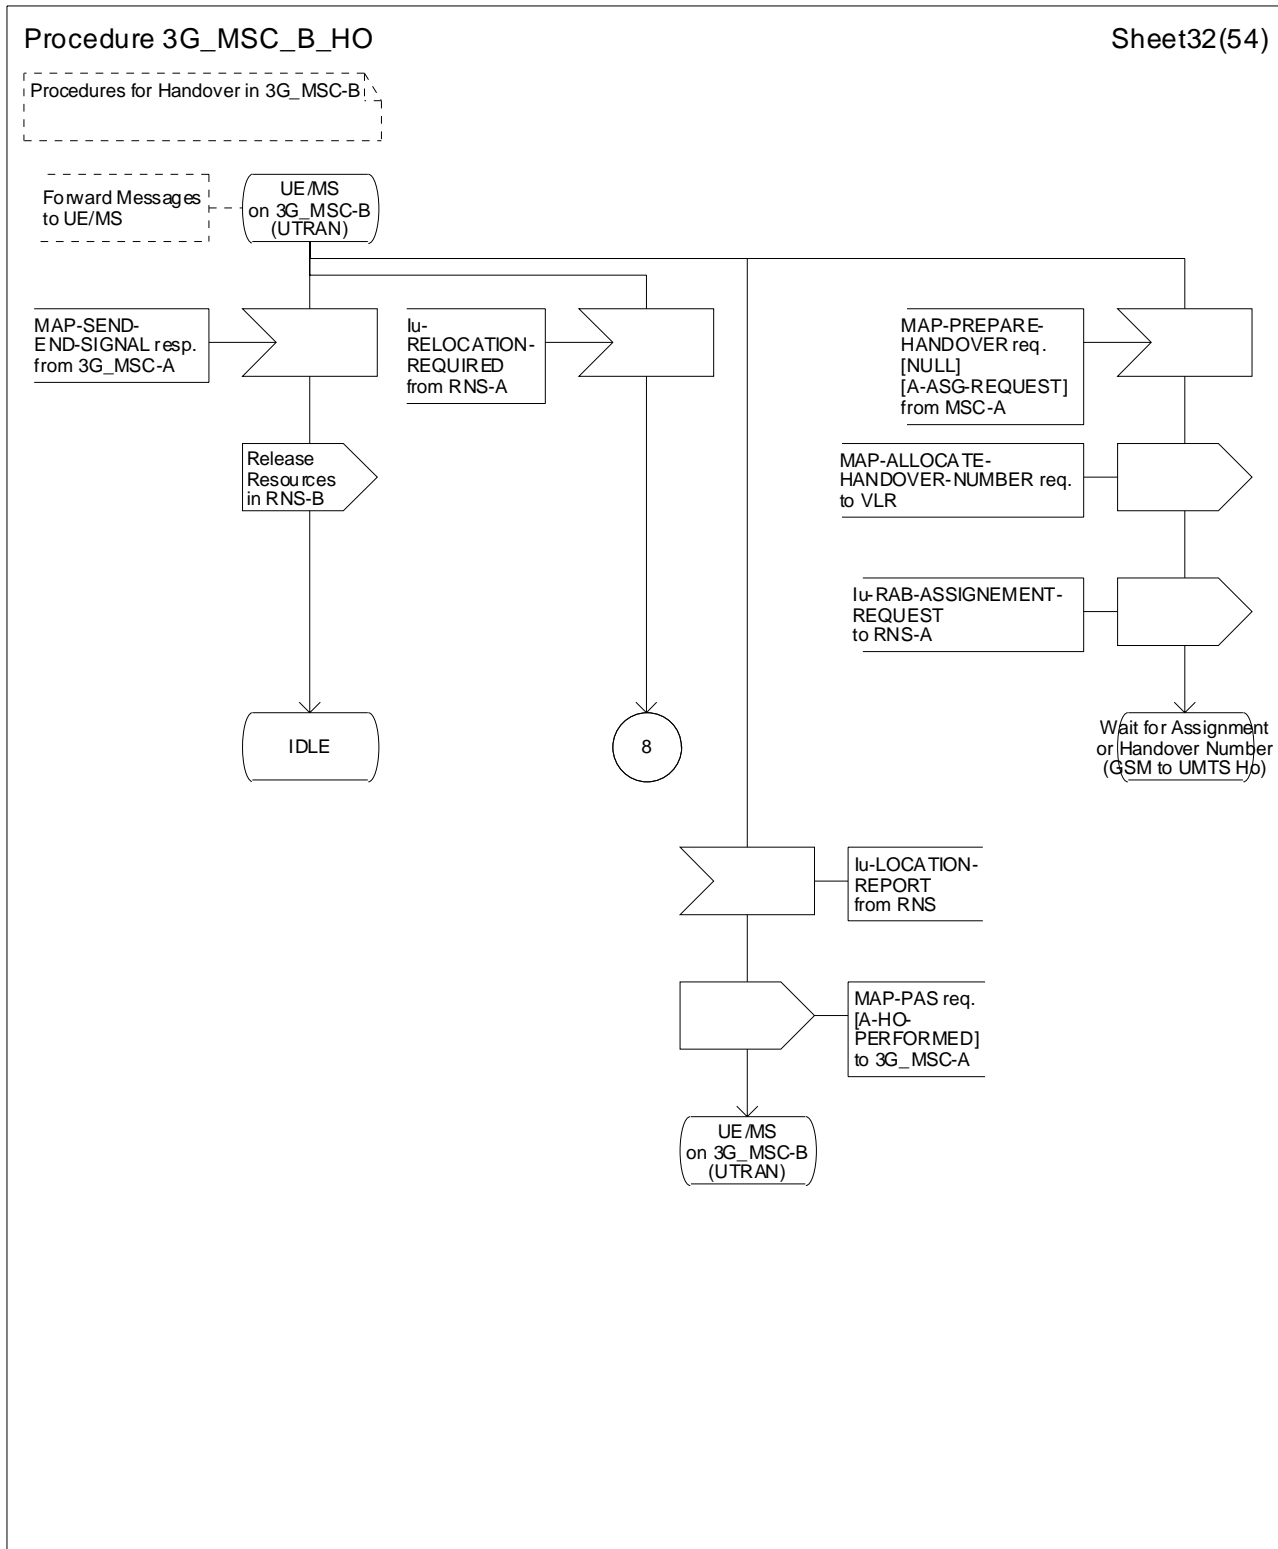 Procedure 3G_MSC_B_HO
Sheet32(54)
Procedures for Handover in 3G_MSC-B
Forward Messages
to UE/MS
UE/MS
on 3G_MSC-B
(UTRAN)
MAP-SEND-
END-SIGNAL resp.
from 3G_MSC-A
Iu-
RELOCATION-
REQUIRED
from RNS-A
MAP-PREPARE-
HANDOVER req.
[NULL]
[A-ASG-REQUEST]
from MSC-A
Release
Resources
in RNS-B
MAP-ALLOCATE-
HANDOVER-NUMBER req.
to VLR
Iu-RAB-ASSIGNEMENT-
REQUEST
to RNS-A
IDLE
8
Wait for Assignment
or Handover Number
(GSM to UMTS Ho)
Iu-LOCATION-
REPORT
from RNS
MAP-PAS req.
[A-HO-
PERFORMED]
to 3G_MSC-A
UE/MS
on 3G_MSC-B
(UTRAN)